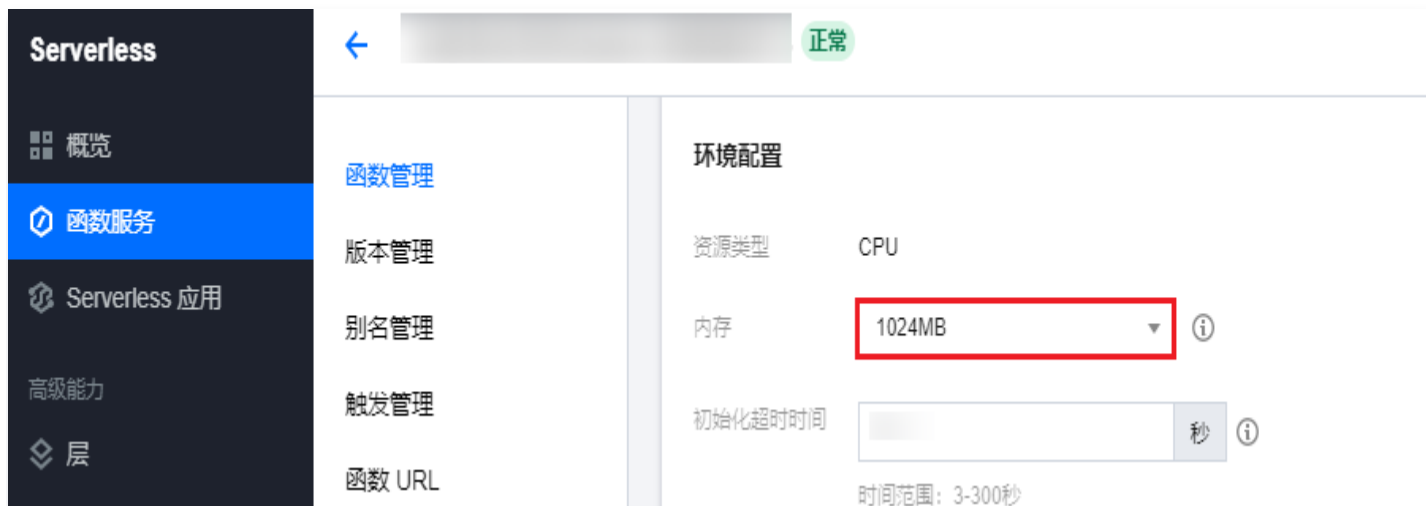 Serverless
概览
函数服务
Serverless 应用
高级能力
层
正常
函数管理
版本管理
别名管理
触发管理
函数 URL
环境配置
资源类型 CPU
内存 1024MB
初始化超时时间 秒
时间范围：3-300秒